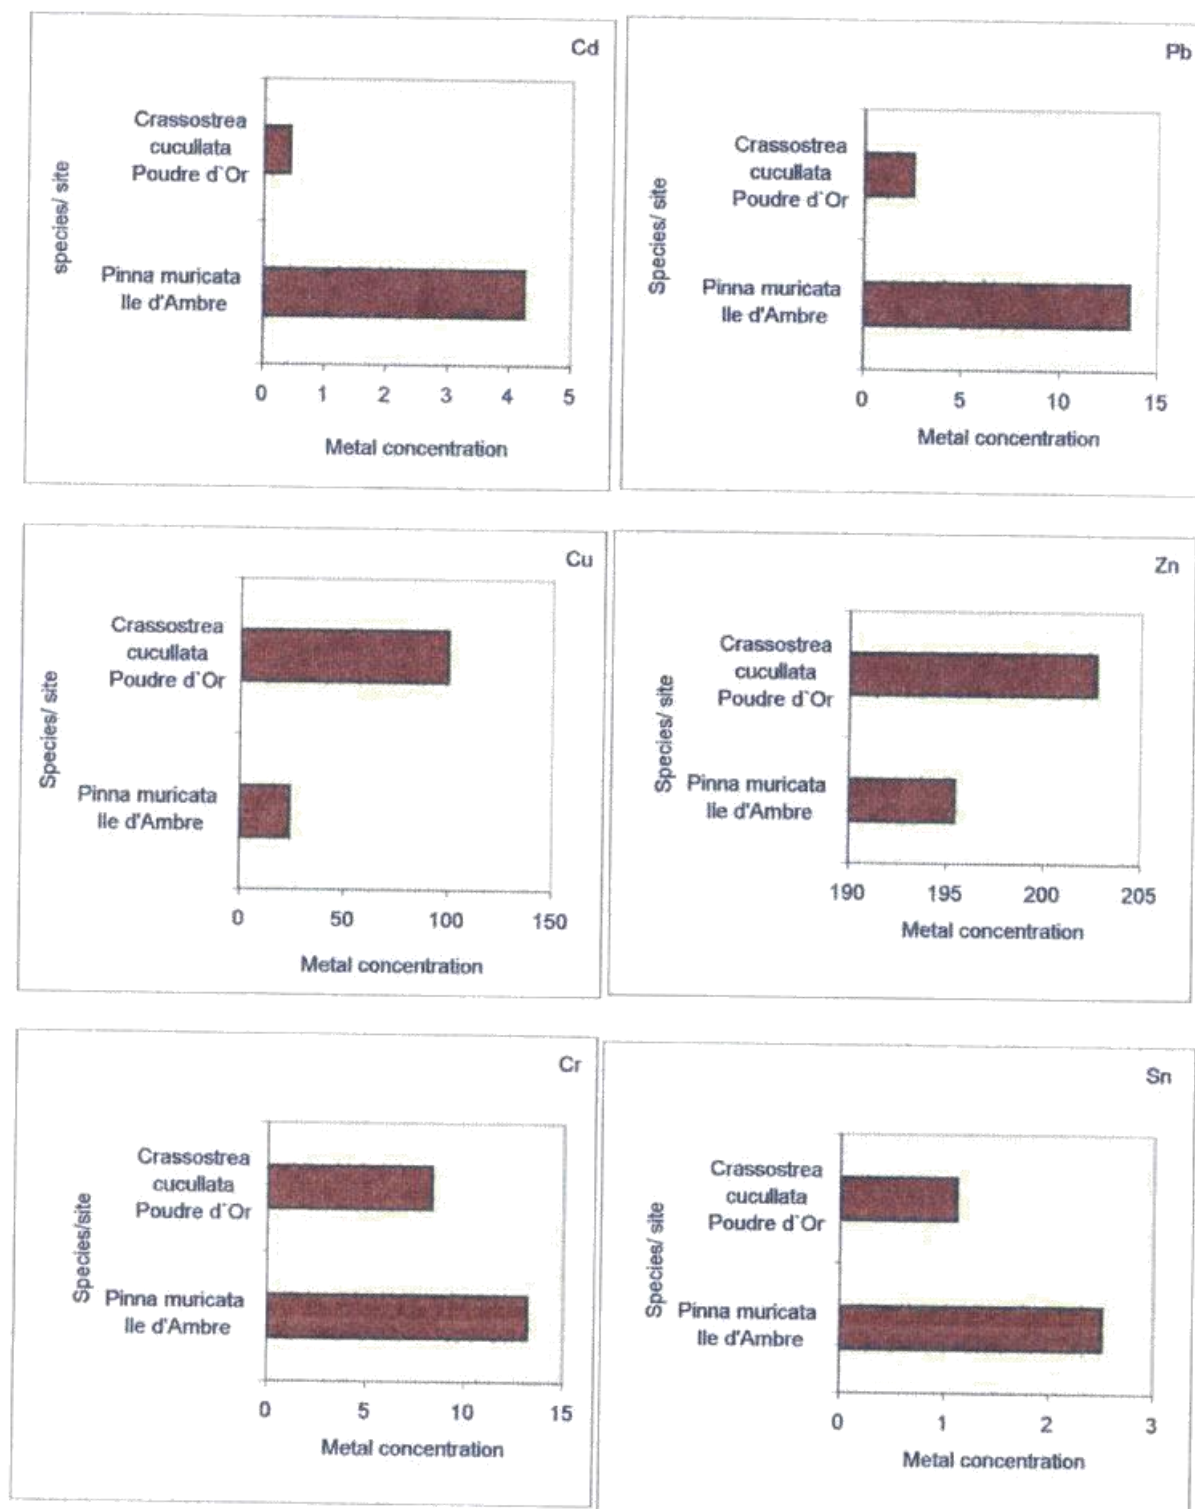 Cd
species/ site
Crassostrea
cucullata
Poudre d`Or
Pinna muricata
Ile d'Ambre
0 1 2 3 4 5
Metal concentration
Pb
Species/ site
Crassostrea
cucullata
Poudre d`Or
Pinna muricata
Ile d'Ambre
0 5 10 15
Metal concentration
Cu
Species/ site
Crassostrea
cucullata
Poudre d`Or
Pinna muricata
Ile d'Ambre
0 50 100 150
Metal concentration
Zn
Species/ site
Crassostrea
cucullata
Poudre d`Or
Pinna muricata
Ile d'Ambre
190 195 200 205
Metal concentration
Cr
Species/site
Crassostrea
cucullata
Poudre d`Or
Pinna muricata
Ile d'Ambre
0 5 10 15
Metal concentration
Sn
Species/ site
Crassostrea
cucullata
Poudre d`Or
Pinna muricata
Ile d'Ambre
0 1 2 3
Metal concentration